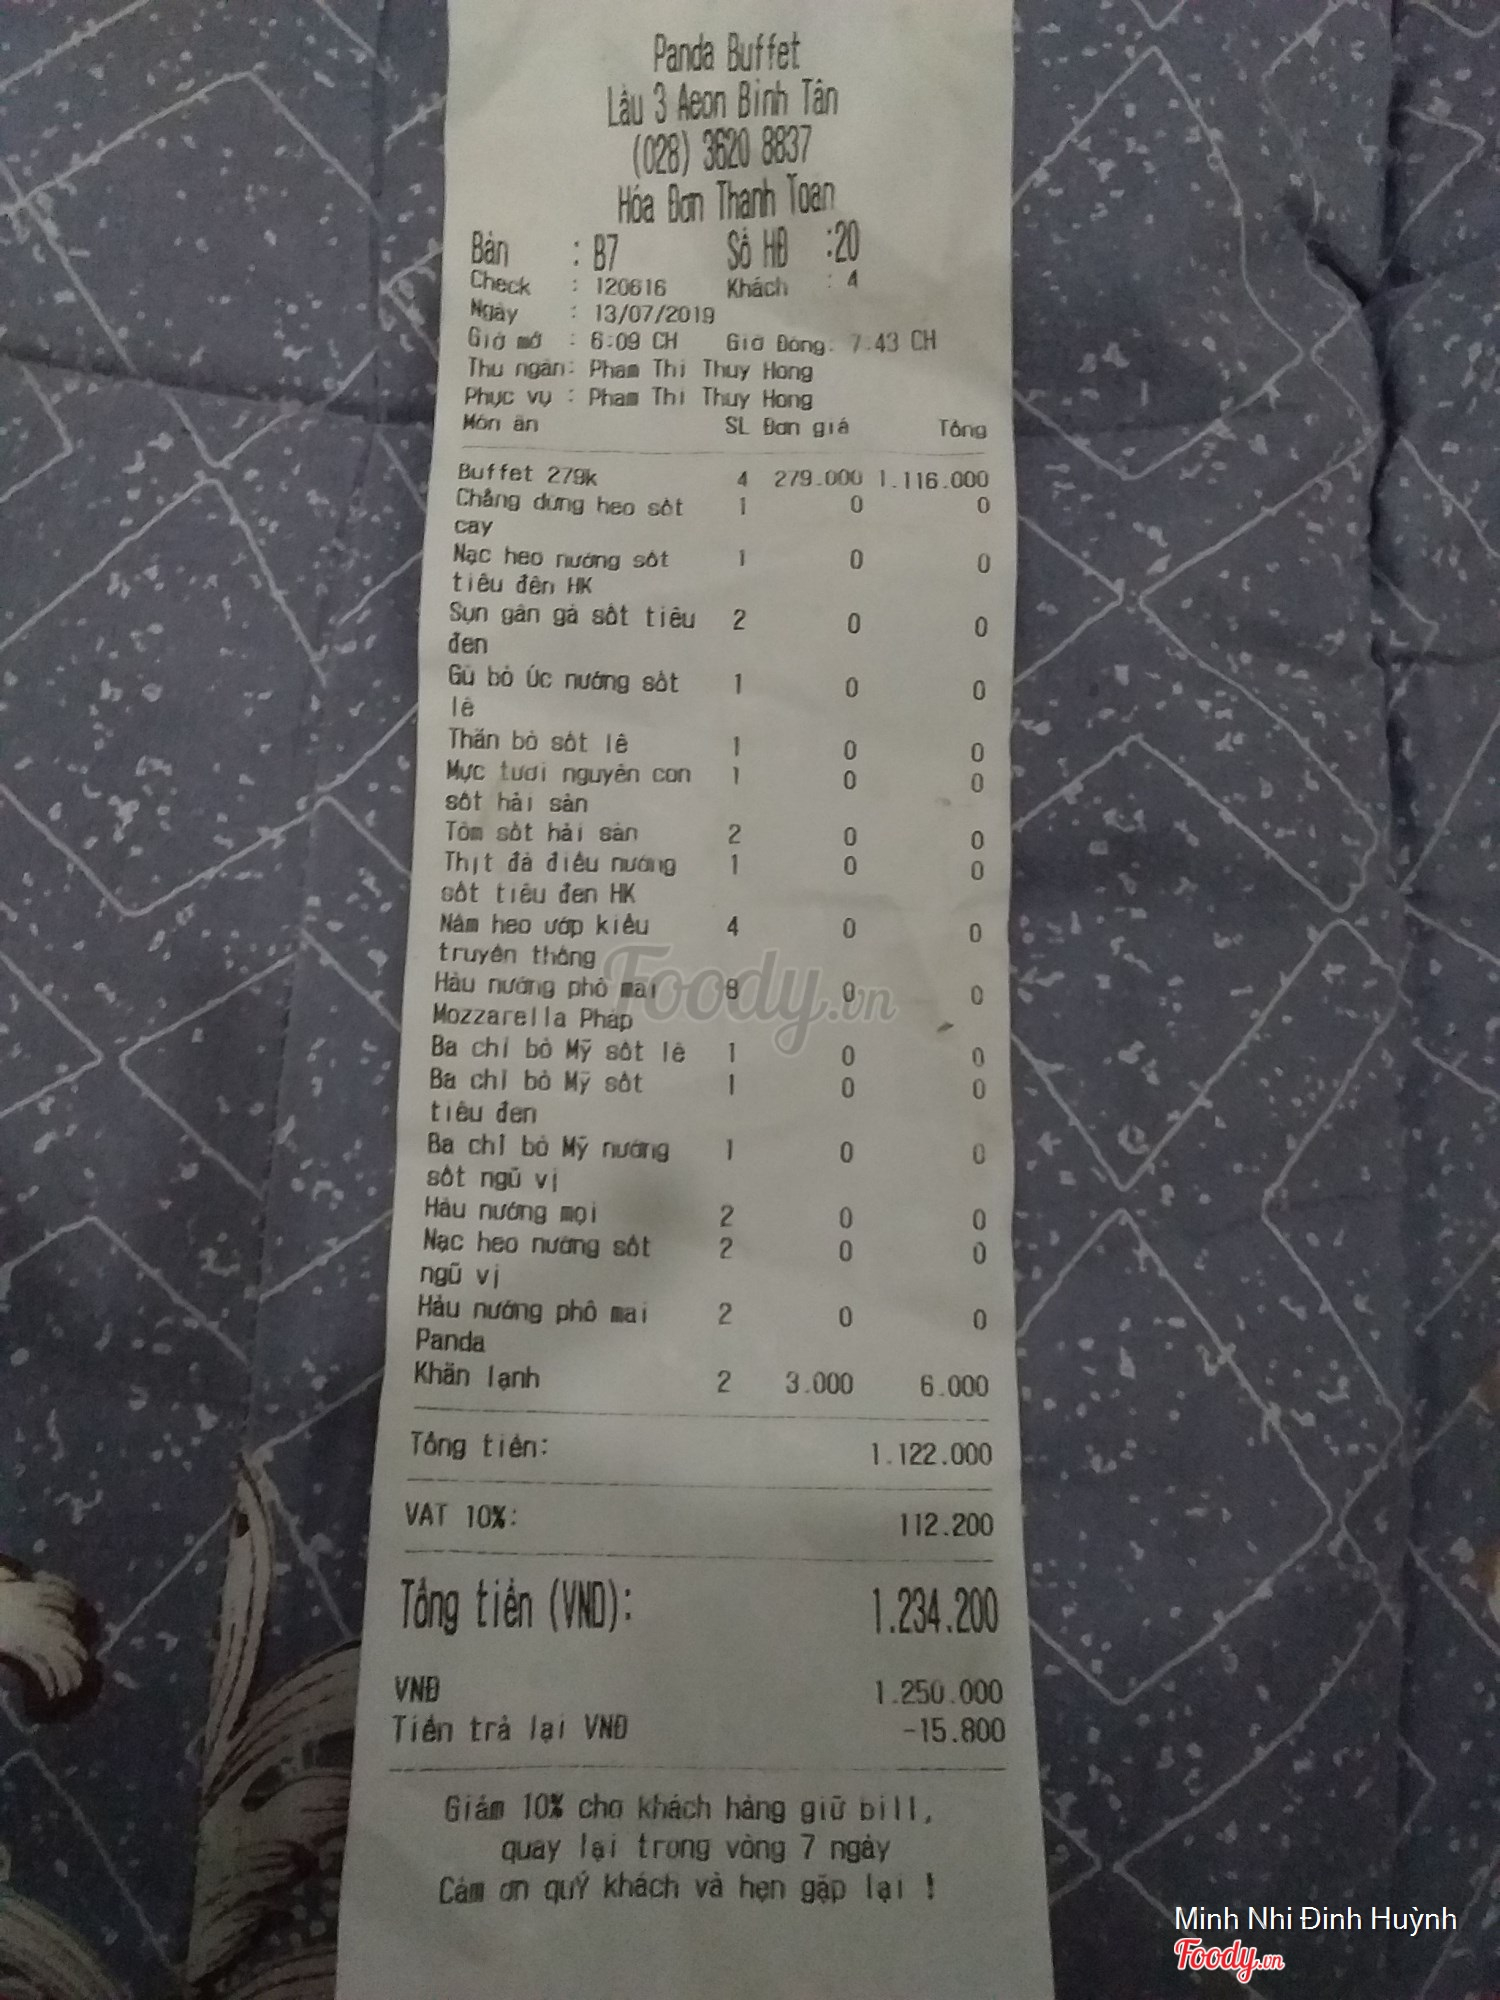 Panda Buffet
Lầu 3 Aeon Bình Tân
(028) 3620 8837
Hóa Đơn Thanh Toán
Bàn : B7 Số HĐ :20
Check : 120616 Khách : 4
Ngày : 13/07/2019
Giờ mở : 6:09 CH Giờ Đóng: 7:43 CH
Thu ngân: Pham Thi Thuy Hong
Phục vụ : Pham Thi Thuy Hong
Món ăn SL Đơn giá Tổng
Buffet 279k 4 279.000 1.116.000
Chẳng dừng heo sốt 1 0 0
cay
Nạc heo nướng sốt 1 0 0
tiêu đên HK
Sụn gân gà sốt tiêu 2 0 0
đen
Gù bò Úc nướng sốt 1 0 0
lê
Thăn bò sốt lê 1 0 0
Mực tươi nguyên con 1 0 0
sốt hải sản
Tôm sốt hải sản 2 0 0
Thịt đà điểu nướng 1 0 0
sốt tiêu đen HK
Nầm heo ướp kiểu 4 0 0
truyền thống
Hàu nướng phô mai 8 0 0
Mozzarella Pháp
Ba chỉ bò Mỹ sốt lê 1 0 0
Ba chỉ bò Mỹ sốt 1 0 0
tiêu đen
Ba chỉ bò Mỹ nướng 1 0 0
sốt ngũ vị
Hàu nướng mọi 2 0 0
Nạc heo nướng sốt 2 0 0
ngũ vị
Hàu nướng phô mai 2 0 0
Panda
Khăn lạnh 2 3.000 6.000
Tổng tiền: 1.122.000
VAT 10%: 112.200
Tổng tiền (VND): 1.234.200
VNĐ 1.250.000
Tiền trả lại VNĐ -15.800
Giảm 10% cho khách hàng giữ bill,
quay lại trong vòng 7 ngày
Cảm ơn quý khách và hẹn gặp lại !
Foody.vn
Minh Nhi Đinh Huỳnh
Foody.vn